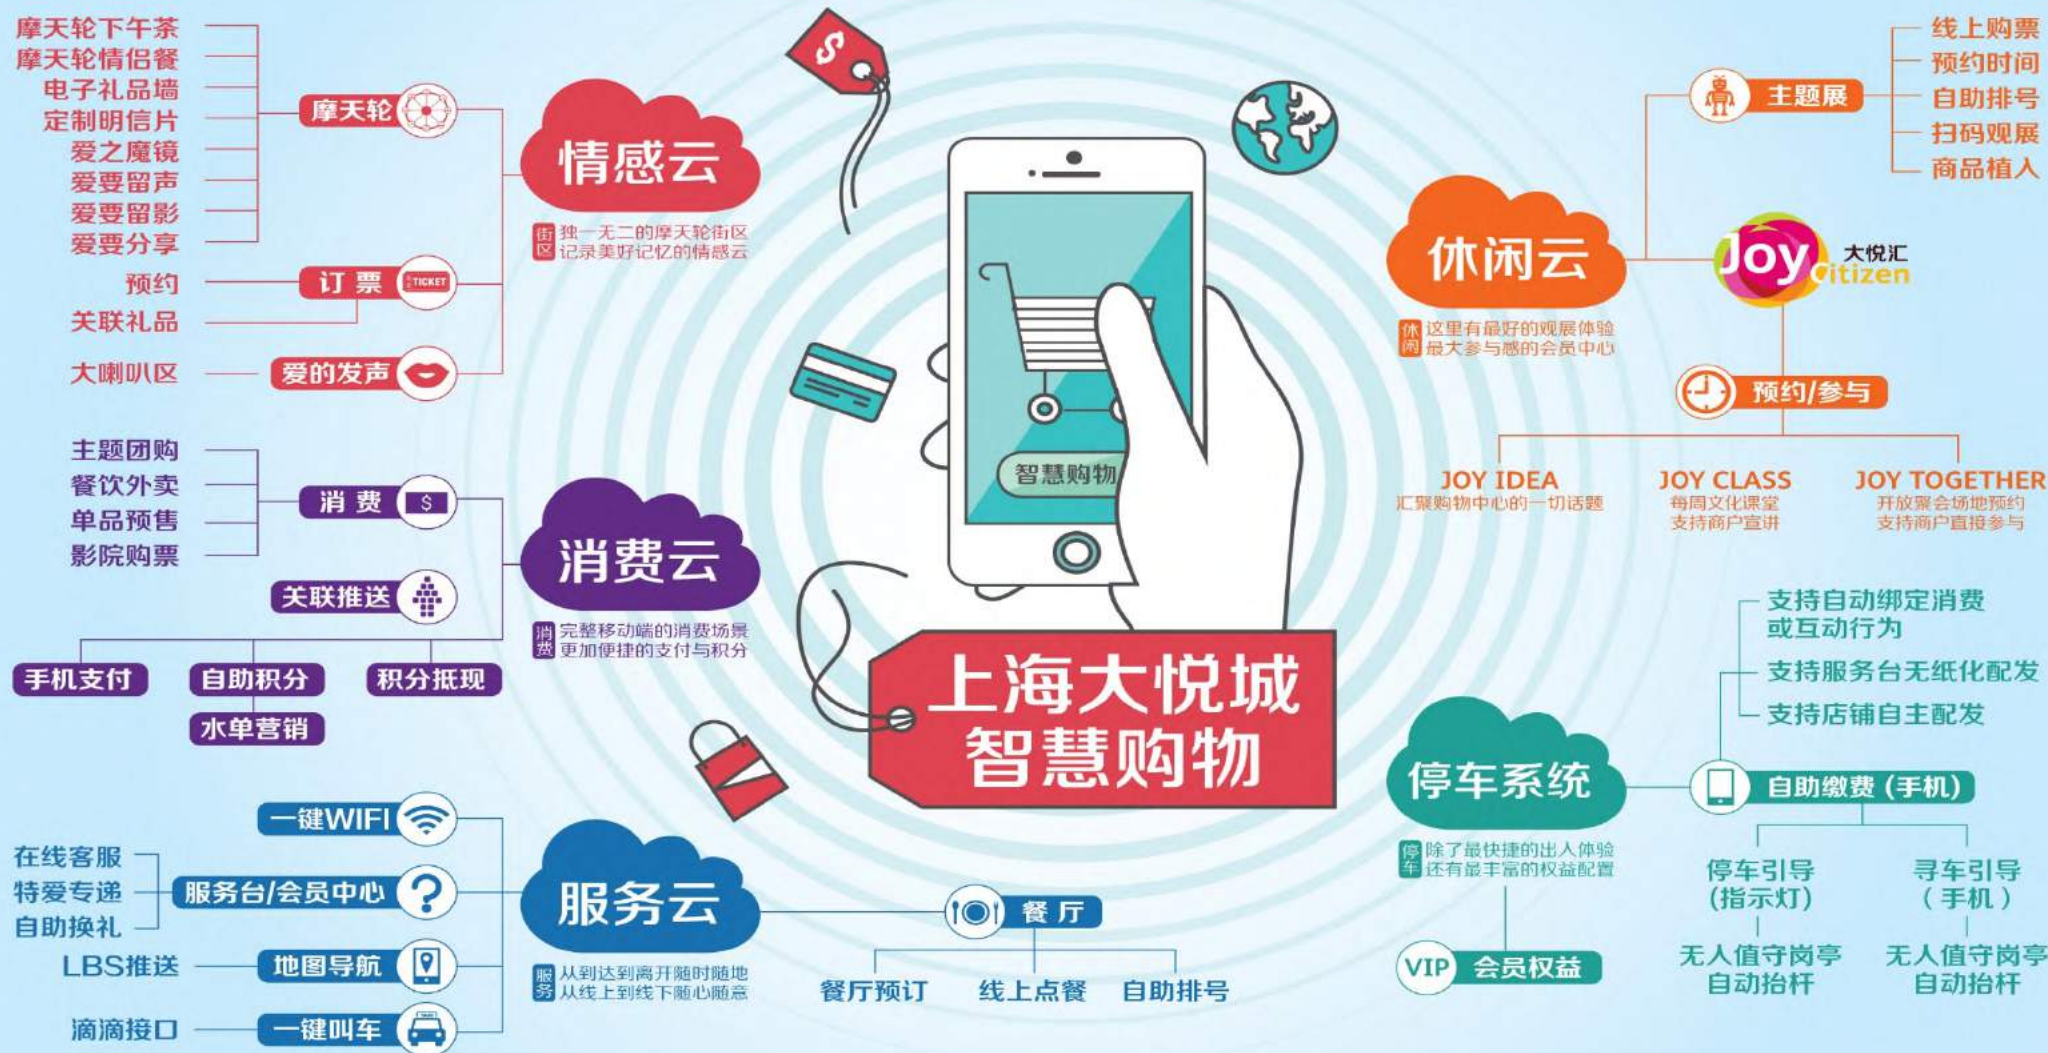 摩天轮下午茶
摩天轮情侣餐
电子礼品墙
定制明信片
爱之魔镜
爱要留声
爱要留影
爱要分享
摩天轮
预约
关联礼品
订票
TICKET
大喇叭区
爱的发声
情感云
街区
独一无二的摩天轮街区
记录美好记忆的情感云
主题团购
餐饮外卖
单品预售
影院购票
消费
$
关联推送
手机支付
自助积分
积分抵现
水单营销
消费云
消费
完整移动端的消费场景
更加便捷的支付与积分
一键WIFI
在线客服
特爱专递
自助换礼
服务台/会员中心
?
LBS推送
地图导航
滴滴接口
一键叫车
服务云
服务
从到达到离开随时随地
从线上到线下随心随意
餐厅
餐厅预订
线上点餐
自助排号
$
智慧购物
上海大悦城
智慧购物
休闲云
休闲
这里有最好的观展体验
最大参与感的会员中心
主题展
线上购票
预约时间
自助排号
扫码观展
商品植入
Joy
大悦汇
Citizen
预约/参与
JOY IDEA
汇聚购物中心的一切话题
JOY CLASS
每周文化课堂
支持商户宣讲
JOY TOGETHER
开放聚会场地预约
支持商户直接参与
停车系统
停车
除了最快捷的出入体验
还有最丰富的权益配置
VIP
会员权益
支持自动绑定消费
或互动行为
支持服务台无纸化配发
支持店铺自主配发
自助缴费(手机)
停车引导
(指示灯)
无人值守岗亭
自动抬杆
寻车引导
(手机)
无人值守岗亭
自动抬杆